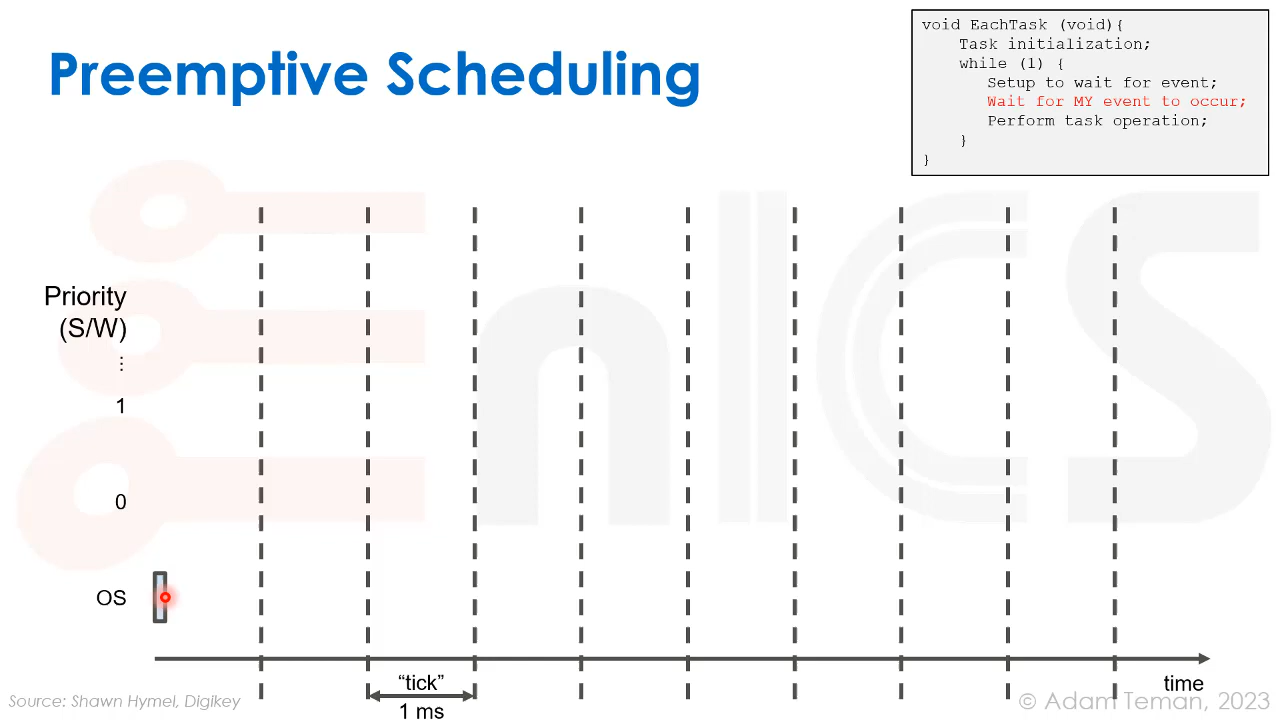 Preemptive Scheduling
void EachTask (void){
Task initialization;
while (1) {
Setup to wait for event;
Wait for MY event to occur;
Perform task operation;
}
}
EnICS
Priority
(S/W)
⋮
1
0
OS
"tick"
1 ms
time
Source: Shawn Hymel, Digikey
© Adam Teman, 2023